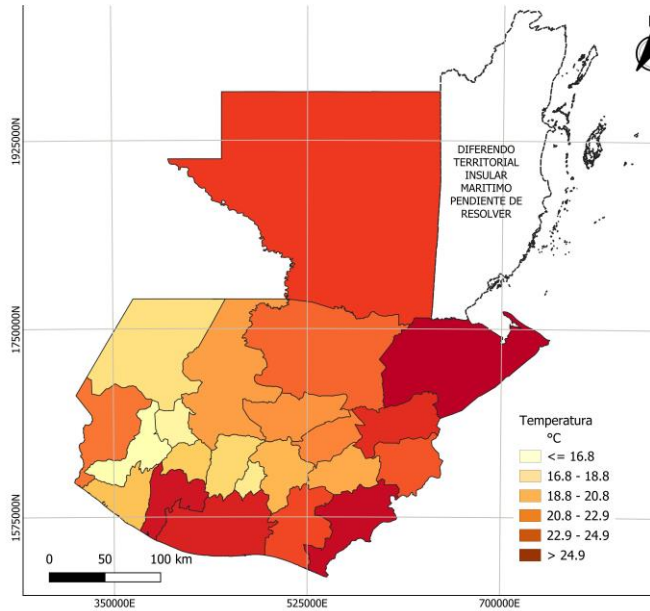 1925000N
DIFERENDO
TERRITORIAL
INSULAR
MARITIMO
PENDIENTE DE
RESOLVER
1750000N
Temperatura
°C
<= 16.8
16.8 - 18.8
18.8 - 20.8
20.8 - 22.9
22.9 - 24.9
> 24.9
1575000N
0 50 100 km
350000E 525000E 700000E